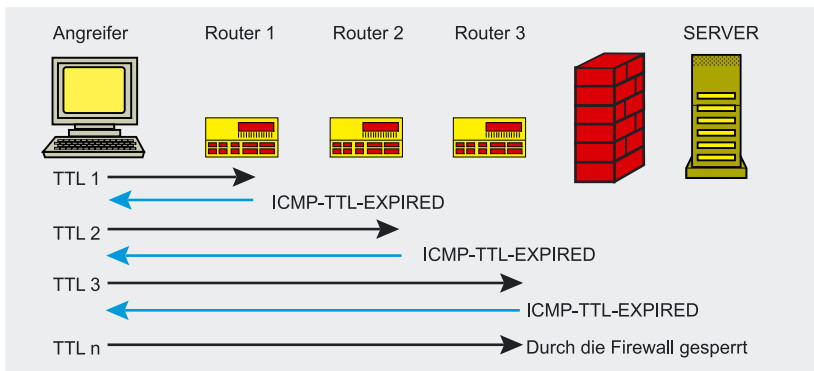 Angreifer Router 1 Router 2 Router 3 SERVER
TTL 1
ICMP-TTL-EXPIRED
TTL 2
ICMP-TTL-EXPIRED
TTL 3
ICMP-TTL-EXPIRED
TTL n Durch die Firewall gesperrt